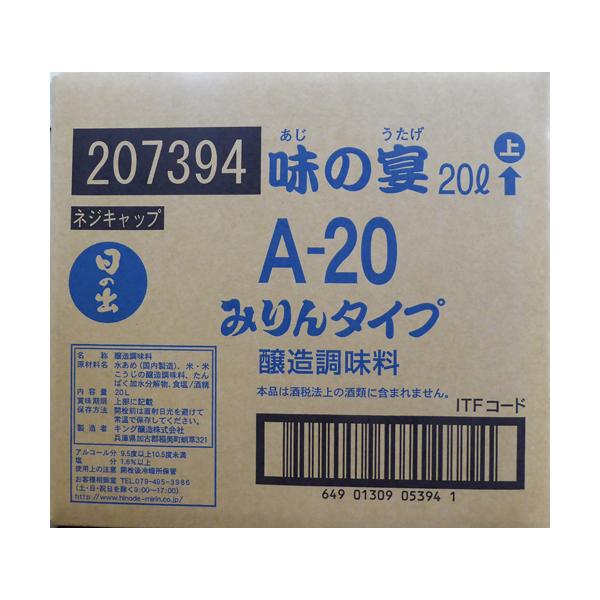 207394
あじ うたげ
味の宴 20ℓ
上
ネジキャップ
日の出
A-20
みりんタイプ
醸造調味料
本品は酒税法上の酒類に含まれません。
名称 醸造調味料
原材料名 水あめ(国内製造)、米・米
こうじの醸造調味料、たん
ぱく加水分解物、食塩/酒精
内容量 20L
賞味期限 上部に記載
保存方法 開栓前は直射日光を避けて
常温で保存してください。
製造者 キング醸造株式会社
兵庫県加古郡稲美町蛸草321
アルコール分 9.5度以上10.5度未満
塩分 1.6%以上
使用上の注意 開栓後冷暗所保管
お客様相談室 TEL.079-495-3986
(土・日・祝日を除く9:00~17:00)
http://www.hinode-mirin.co.jp/
ITFコード
649 01309 05394 1